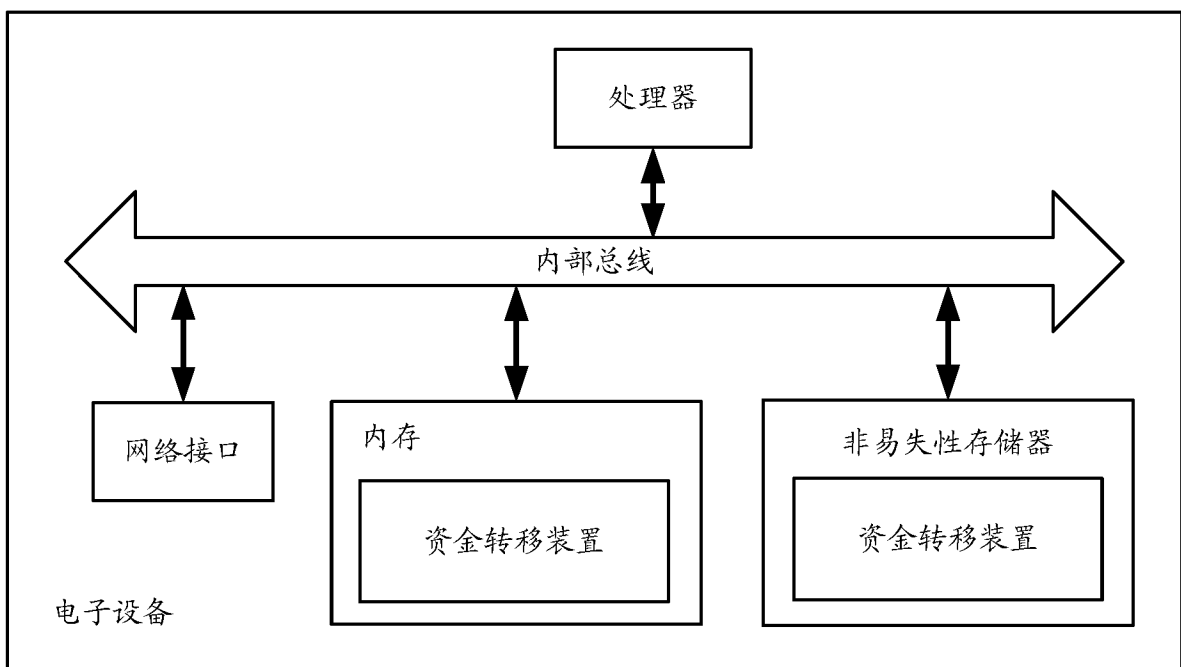 处理器
内部总线
网络接口
内存
非易失性存储器
资金转移装置
资金转移装置
电子设备